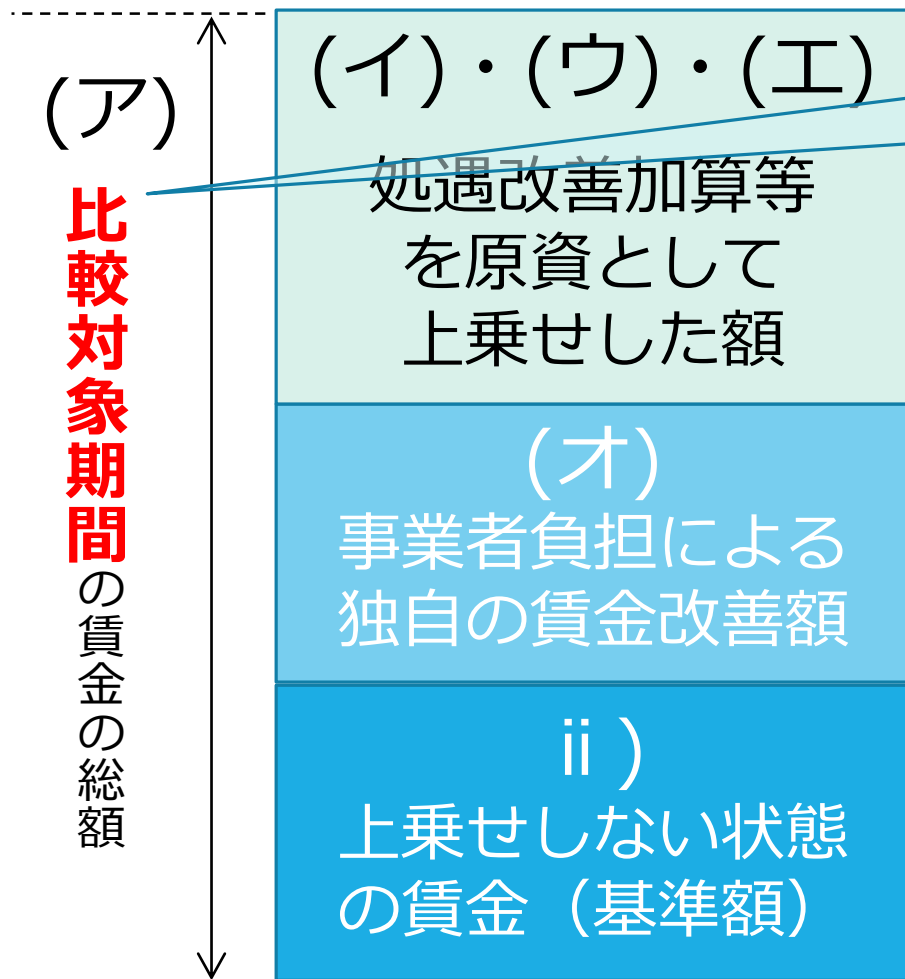 (ア)
比較対象期間の賃金の総額
(イ)・(ウ)・(エ)
処遇改善加算等
を原資として
上乗せした額
(オ)
事業者負担による
独自の賃金改善額
ⅱ)
上乗せしない状態
の賃金（基準額）